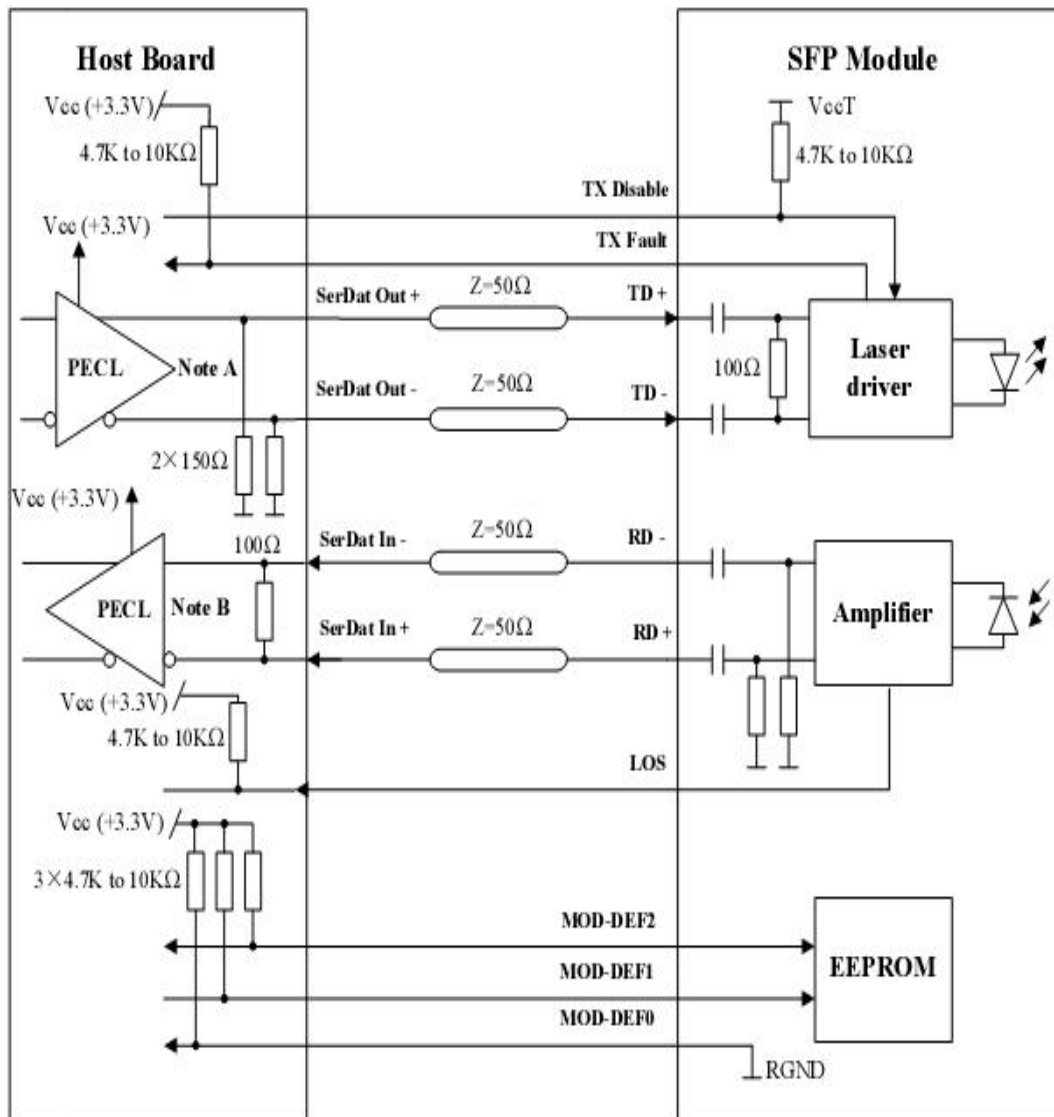 Host Board
SFP Module
Vcc (+3.3V)
VccT
4.7K to 10KΩ
4.7K to 10KΩ
TX Disable
Vcc (+3.3V)
TX Fault
SerDat Out +
Z=50Ω
TD +
PECL
Note A
100Ω
Laser
driver
SerDat Out -
Z=50Ω
TD -
2×150Ω
Vcc (+3.3V)
100Ω
SerDat In -
Z=50Ω
RD -
PECL
Note B
Amplifier
SerDat In +
Z=50Ω
RD +
Vcc (+3.3V)
4.7K to 10KΩ
LOS
Vcc (+3.3V)
3×4.7K to 10KΩ
MOD-DEF2
EEPROM
MOD-DEF1
MOD-DEF0
RGND